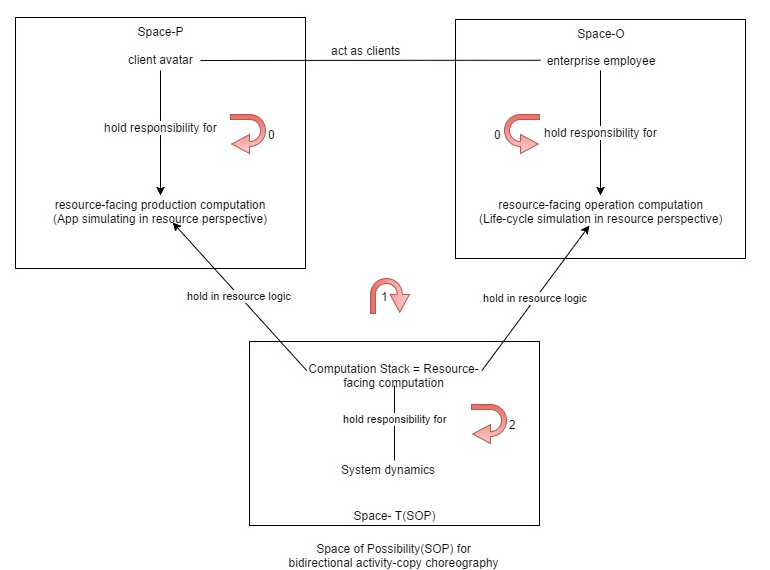 Space-P
Space-O
act as clients
client avatar
enterprise employee
hold responsibility for
0
0
hold responsibility for
resource-facing production computation
(App simulating in resource perspective)
resource-facing operation computation
(Life-cycle simulation in resource perspective)
hold in resource logic
1
hold in resource logic
Computation Stack = Resource-
facing computation
hold responsibility for
2
System dynamics
Space- T(SOP)
Space of Possibility(SOP) for
bidirectional activity-copy choreography